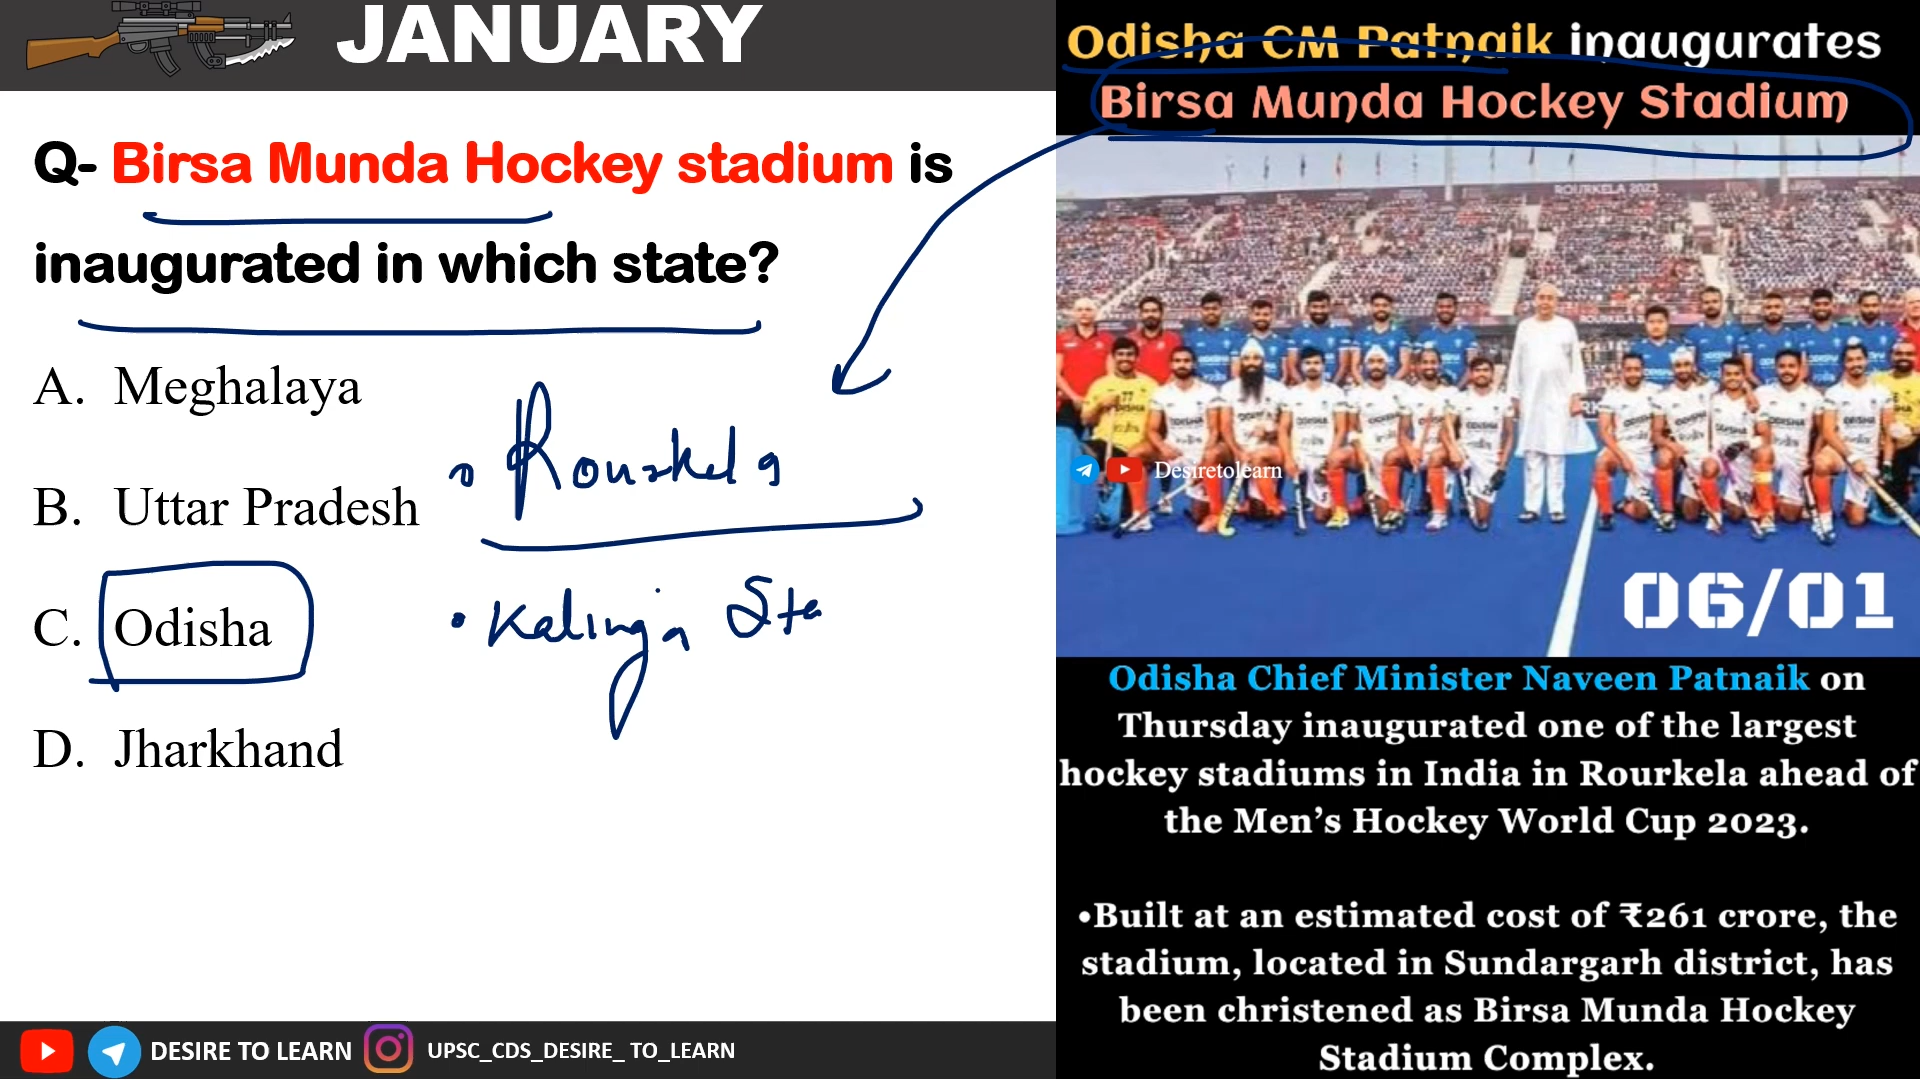 JANUARY
Q- Birsa Munda Hockey stadium is
inaugurated in which state?
A. Meghalaya
B. Uttar Pradesh
C. Odisha
D. Jharkhand
Rourkela
Kalinga Sta
Odisha CM Patnaik inaugurates
Birsa Munda Hockey Stadium
ROURKELA 2023
Desiretolearn
06/01
Odisha Chief Minister Naveen Patnaik on
Thursday inaugurated one of the largest
hockey stadiums in India in Rourkela ahead of
the Men's Hockey World Cup 2023.
•Built at an estimated cost of ₹261 crore, the
stadium, located in Sundargarh district, has
been christened as Birsa Munda Hockey
Stadium Complex.
DESIRE TO LEARN
UPSC_CDS_DESIRE_ TO_LEARN